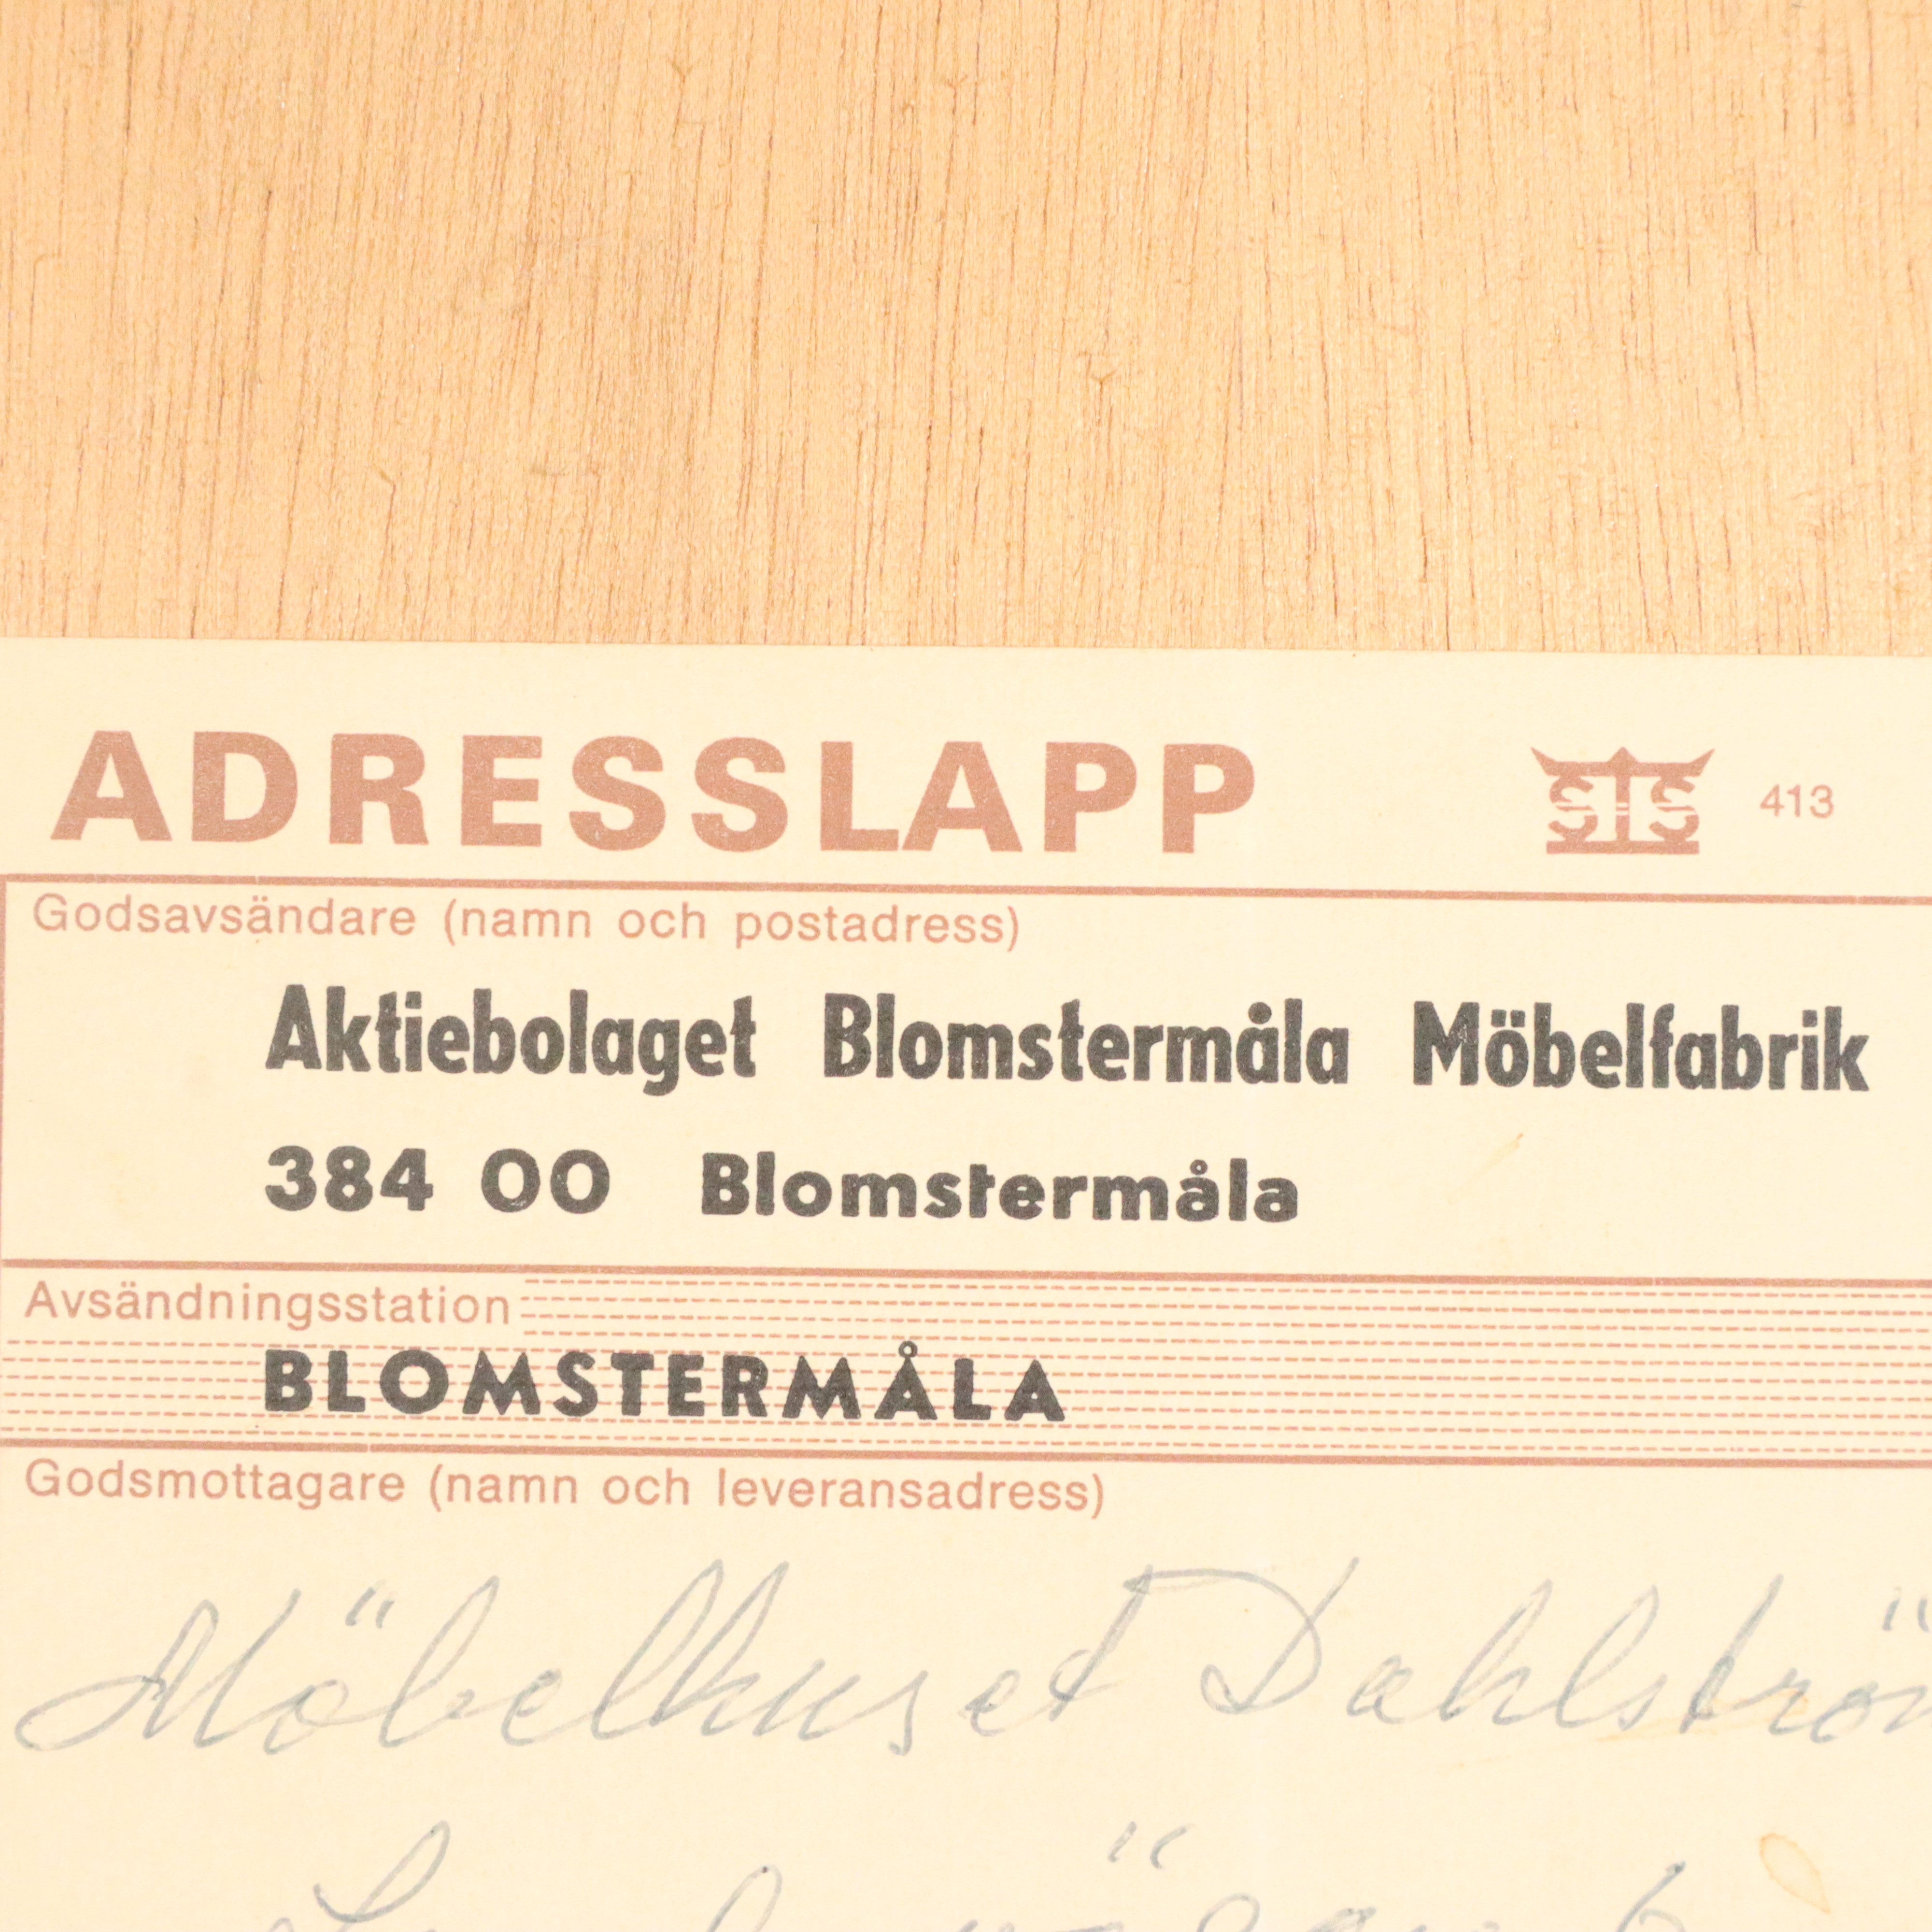 ADRESSLAPP SIS 413
Godsavsändare (namn och postadress)
Aktiebolaget Blomstermåla Möbelfabrik
384 00 Blomstermåla
Avsändningsstation
BLOMSTERMÅLA
Godsmottagare (namn och leveransadress)
Möbelhuset